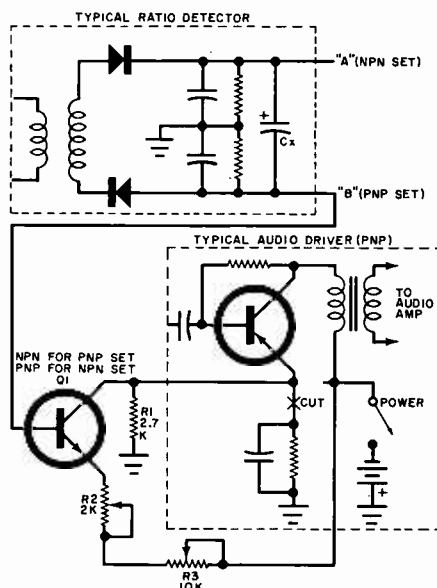 TYPICAL RATIO DETECTOR
"A" (NPN SET)
+
Cx
"B" (PNP SET)
TYPICAL AUDIO DRIVER (PNP)
TO
AUDIO
AMP
NPN FOR PNP SET
PNP FOR NPN SET
Q1
CUT
POWER
R1
2.7
K
+
R2
2K
R3
10K